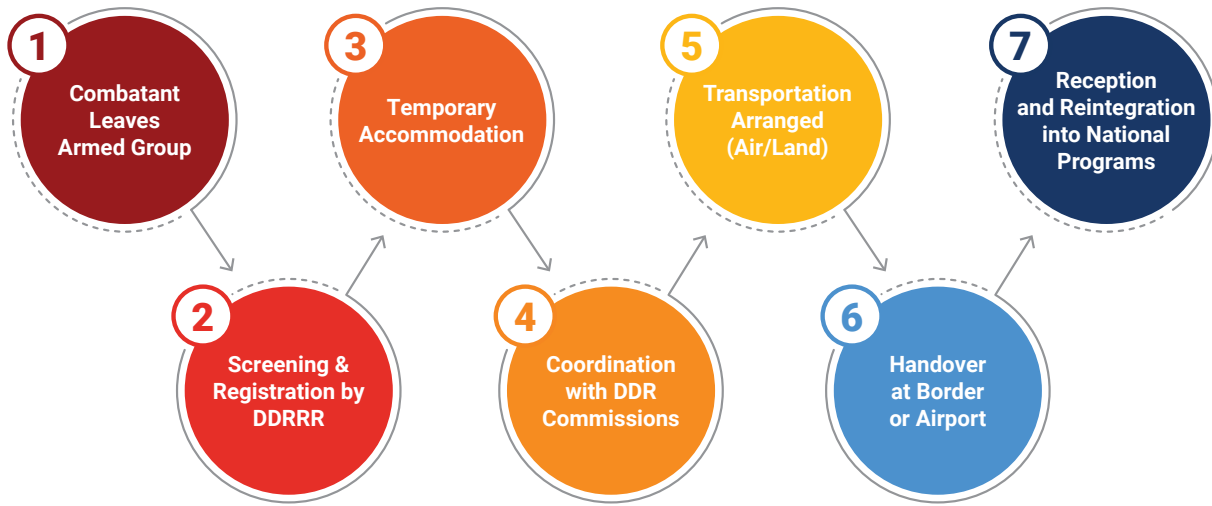 1
Combatant
Leaves
Armed Group
2
Screening &
Registration by
DDRRR
3
Temporary
Accommodation
4
Coordination
with DDR
Commissions
5
Transportation
Arranged
(Air/Land)
6
Handover
at Border
or Airport
7
Reception
and Reintegration
into National
Programs